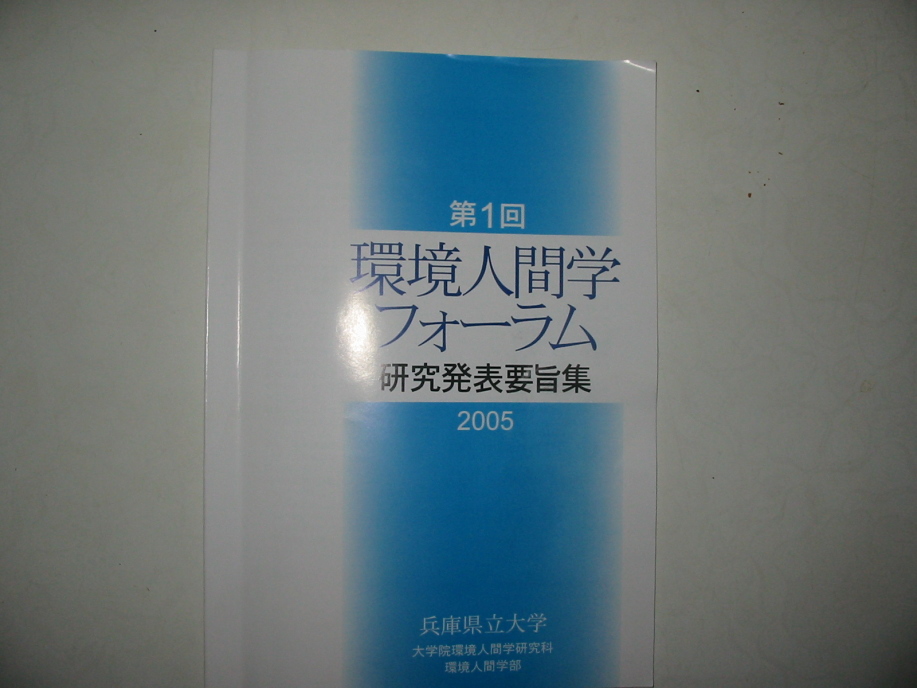 第1回
環境人間学
フォーラム
研究発表要旨集
2005
兵庫県立大学
大学院環境人間学研究科
環境人間学部